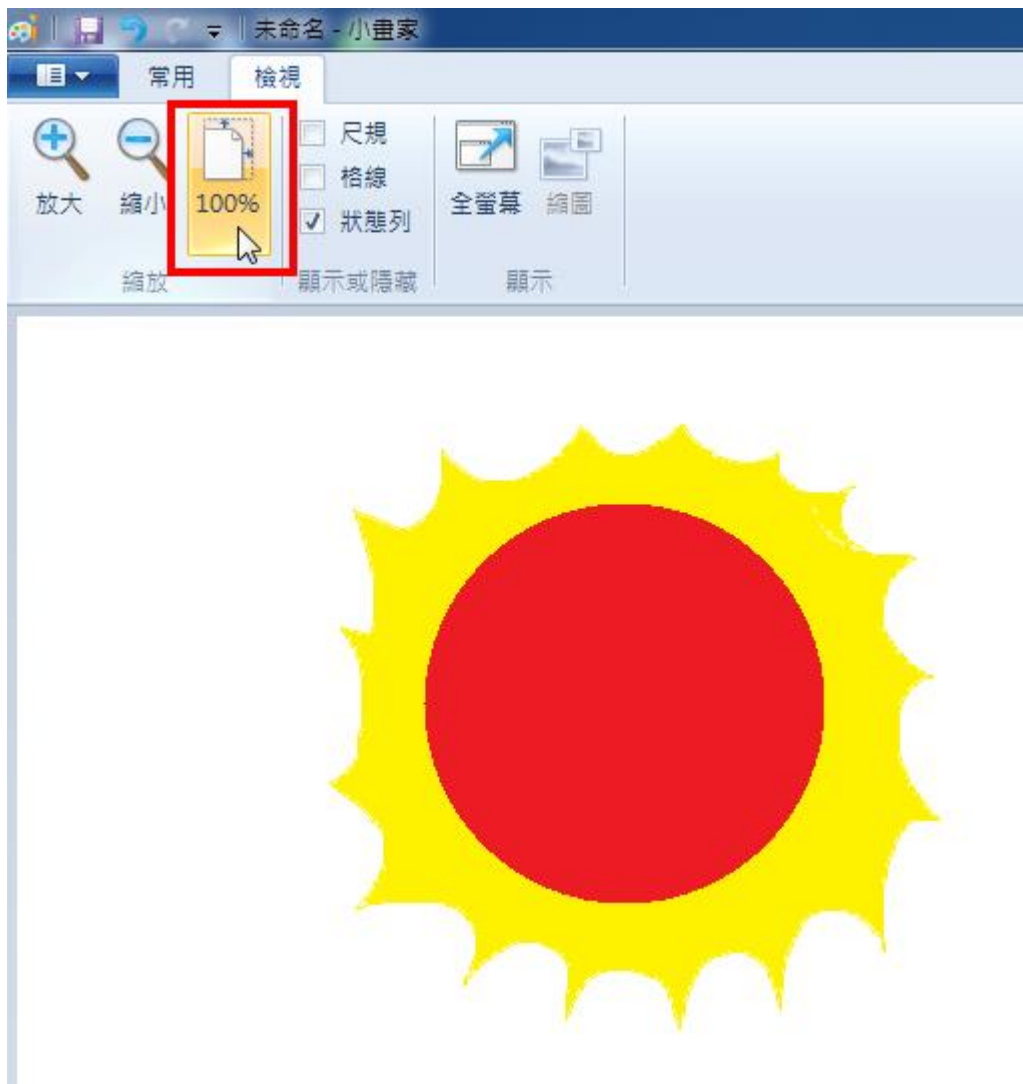 未命名 - 小畫家
常用 檢視
放大 縮小 100% 全螢幕 縮圖
尺規
格線
狀態列
縮放 顯示或隱藏 顯示